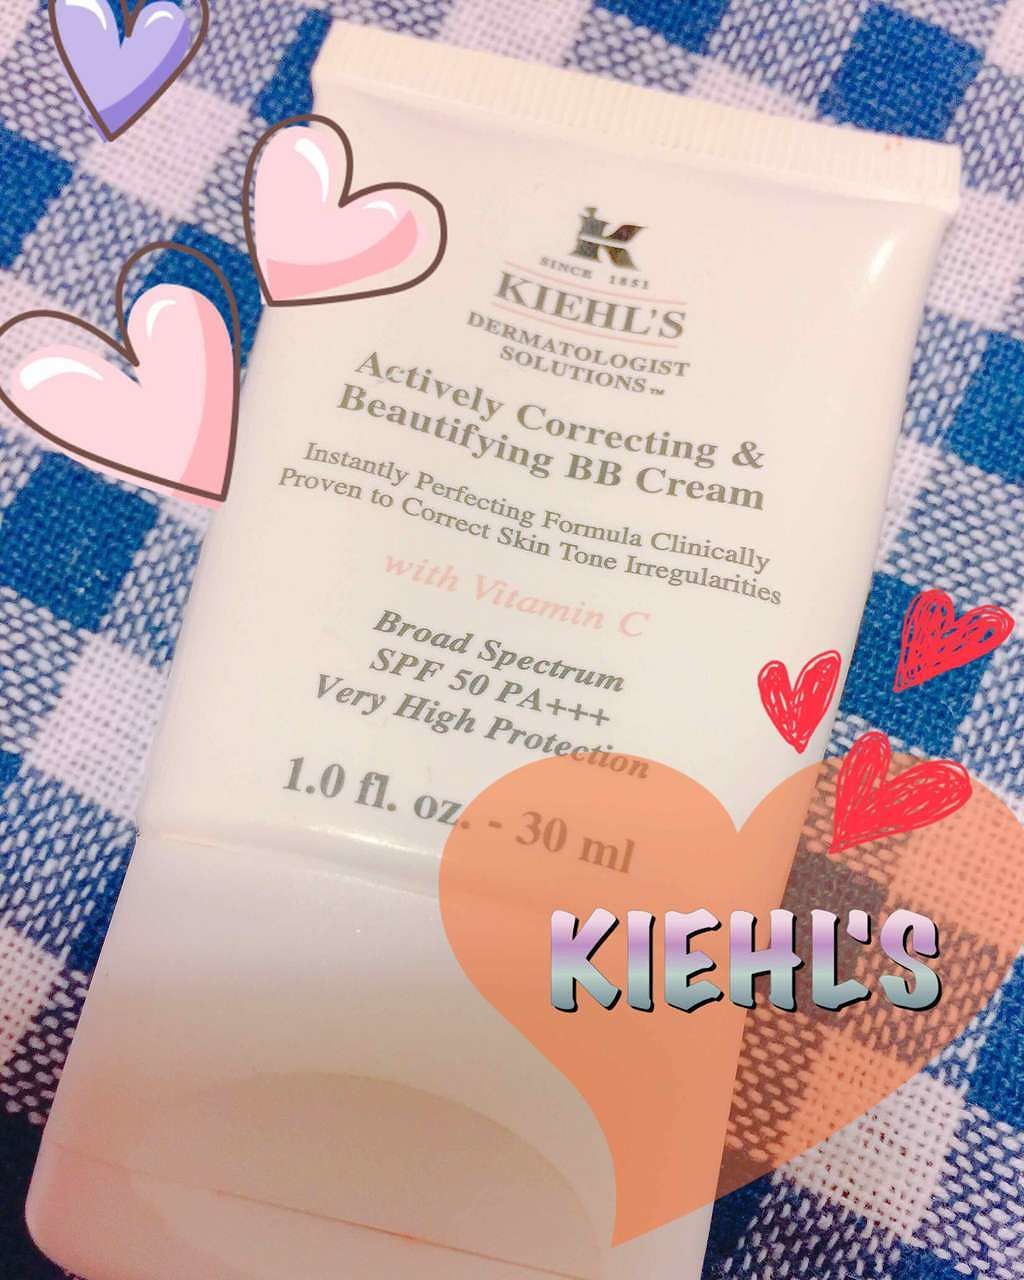 K
SINCE 1851
KIEHL'S
DERMATOLOGIST
SOLUTIONS™
Actively Correcting &
Beautifying BB Cream
Instantly Perfecting Formula Clinically
Proven to Correct Skin Tone Irregularities
with Vitamin C
Broad Spectrum
SPF 50 PA+++
Very High Protection
1.0 fl. oz. - 30 ml
KIEHL'S